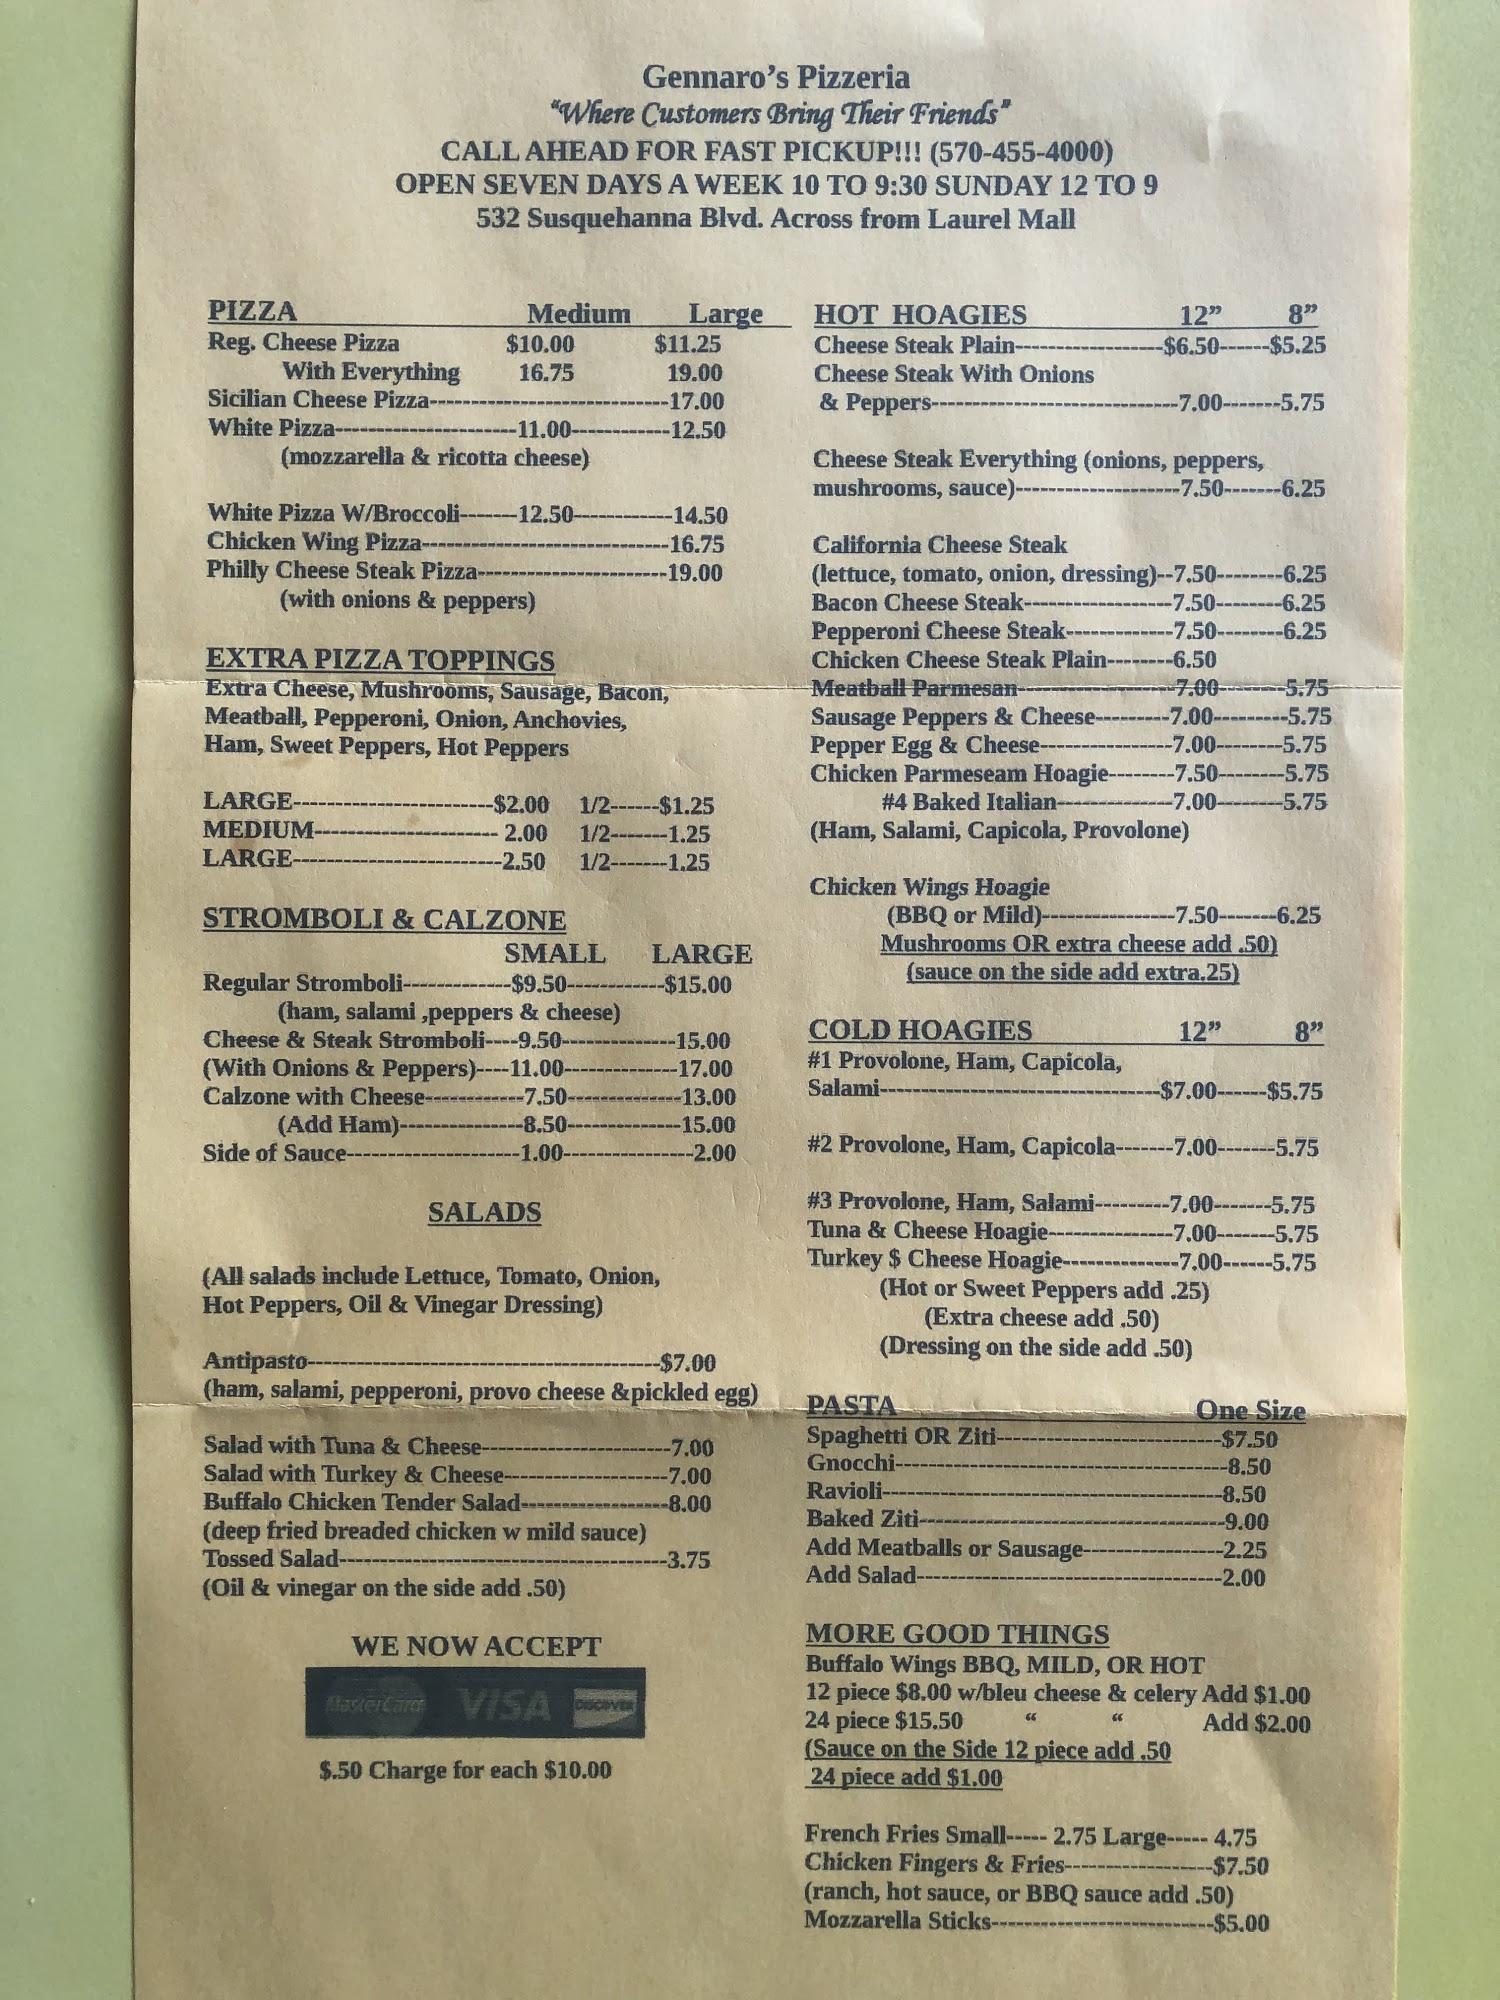 Gennaro's Pizzeria
"Where Customers Bring Their Friends"
CALL AHEAD FOR FAST PICKUP!!! (570-455-4000)
OPEN SEVEN DAYS A WEEK 10 TO 9:30 SUNDAY 12 TO 9
532 Susquehanna Blvd. Across from Laurel Mall
PIZZA Medium Large
Reg. Cheese Pizza $10.00 $11.25
With Everything 16.75 19.00
Sicilian Cheese Pizza-----------------------------17.00
White Pizza----------------------11.00------------12.50
(mozzarella & ricotta cheese)
White Pizza W/Broccoli-------12.50------------14.50
Chicken Wing Pizza------------------------------16.75
Philly Cheese Steak Pizza-----------------------19.00
(with onions & peppers)
EXTRA PIZZA TOPPINGS
Extra Cheese, Mushrooms, Sausage, Bacon,
Meatball, Pepperoni, Onion, Anchovies,
Ham, Sweet Peppers, Hot Peppers
LARGE------------------------$2.00 1/2------$1.25
MEDIUM---------------------- 2.00 1/2-------1.25
LARGE-------------------------2.50 1/2-------1.25
STROMBOLI & CALZONE
SMALL LARGE
Regular Stromboli-------------$9.50------------$15.00
(ham, salami ,peppers & cheese)
Cheese & Steak Stromboli----9.50--------------15.00
(With Onions & Peppers)----11.00--------------17.00
Calzone with Cheese------------7.50--------------13.00
(Add Ham)---------------8.50--------------15.00
Side of Sauce---------------------1.00----------------2.00
SALADS
(All salads include Lettuce, Tomato, Onion,
Hot Peppers, Oil & Vinegar Dressing)
Antipasto-------------------------------------------$7.00
(ham, salami, pepperoni, provo cheese &pickled egg)
Salad with Tuna & Cheese-----------------------7.00
Salad with Turkey & Cheese--------------------7.00
Buffalo Chicken Tender Salad------------------8.00
(deep fried breaded chicken w mild sauce)
Tossed Salad----------------------------------------3.75
(Oil & vinegar on the side add .50)
WE NOW ACCEPT
MasterCard VISA DISCOVER
$.50 Charge for each $10.00
HOT HOAGIES 12" 8"
Cheese Steak Plain------------------$6.50------$5.25
Cheese Steak With Onions
& Peppers------------------------------7.00-------5.75
Cheese Steak Everything (onions, peppers,
mushrooms, sauce)--------------------7.50-------6.25
California Cheese Steak
(lettuce, tomato, onion, dressing)--7.50--------6.25
Bacon Cheese Steak------------------7.50--------6.25
Pepperoni Cheese Steak-------------7.50--------6.25
Chicken Cheese Steak Plain--------6.50
Meatball Parmesan-------------------7.00--------5.75
Sausage Peppers & Cheese---------7.00---------5.75
Pepper Egg & Cheese----------------7.00--------5.75
Chicken Parmeseam Hoagie--------7.50--------5.75
#4 Baked Italian--------------7.00--------5.75
(Ham, Salami, Capicola, Provolone)
Chicken Wings Hoagie
(BBQ or Mild)----------------7.50-------6.25
Mushrooms OR extra cheese add .50)
(sauce on the side add extra.25)
COLD HOAGIES 12" 8"
#1 Provolone, Ham, Capicola,
Salami----------------------------------$7.00------$5.75
#2 Provolone, Ham, Capicola-------7.00-------5.75
#3 Provolone, Ham, Salami---------7.00-------5.75
Tuna & Cheese Hoagie---------------7.00-------5.75
Turkey $ Cheese Hoagie--------------7.00------5.75
(Hot or Sweet Peppers add .25)
(Extra cheese add .50)
(Dressing on the side add .50)
PASTA One Size
Spaghetti OR Ziti---------------------------$7.50
Gnocchi----------------------------------------8.50
Ravioli-----------------------------------------8.50
Baked Ziti-------------------------------------9.00
Add Meatballs or Sausage-----------------2.25
Add Salad-------------------------------------2.00
MORE GOOD THINGS
Buffalo Wings BBQ, MILD, OR HOT
12 piece $8.00 w/bleu cheese & celery Add $1.00
24 piece $15.50 " " Add $2.00
(Sauce on the Side 12 piece add .50
24 piece add $1.00
French Fries Small----- 2.75 Large----- 4.75
Chicken Fingers & Fries------------------$7.50
(ranch, hot sauce, or BBQ sauce add .50)
Mozzarella Sticks---------------------------$5.00